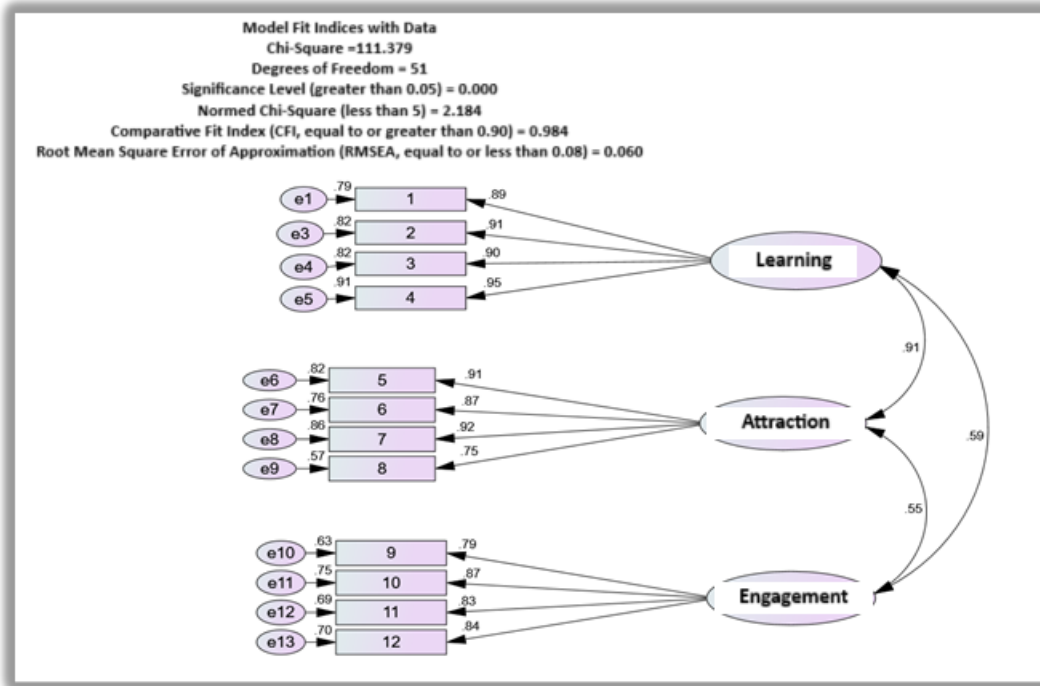 Model Fit Indices with Data
Chi-Square =111.379
Degrees of Freedom = 51
Significance Level (greater than 0.05) = 0.000
Normed Chi-Square (less than 5) = 2.184
Comparative Fit Index (CFI, equal to or greater than 0.90) = 0.984
Root Mean Square Error of Approximation (RMSEA, equal to or less than 0.08) = 0.060
e1 .79 1 .89
e3 .82 2 .91
e4 .82 3 .90
e5 .91 4 .95
Learning
.91
e6 .82 5 .91
e7 .76 6 .87
e8 .86 7 .92
e9 .57 8 .75
Attraction
.59
.55
e10 .63 9 .79
e11 .75 10 .87
e12 .69 11 .83
e13 .70 12 .84
Engagement